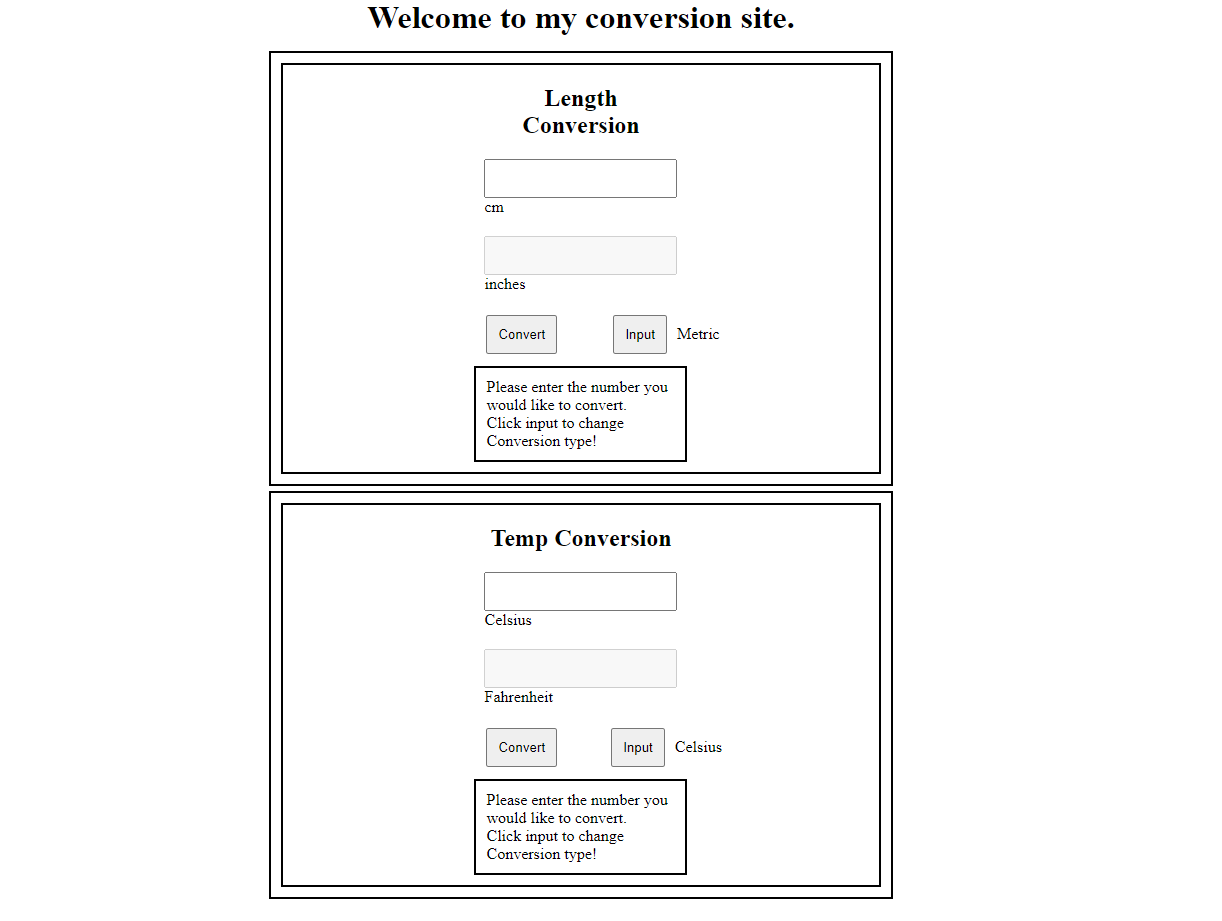 Welcome to my conversion site.
Length
Conversion
cm
inches
Convert
Input
Metric
Please enter the number you
would like to convert.
Click input to change
Conversion type!
Temp Conversion
Celsius
Fahrenheit
Convert
Input
Celsius
Please enter the number you
would like to convert.
Click input to change
Conversion type!